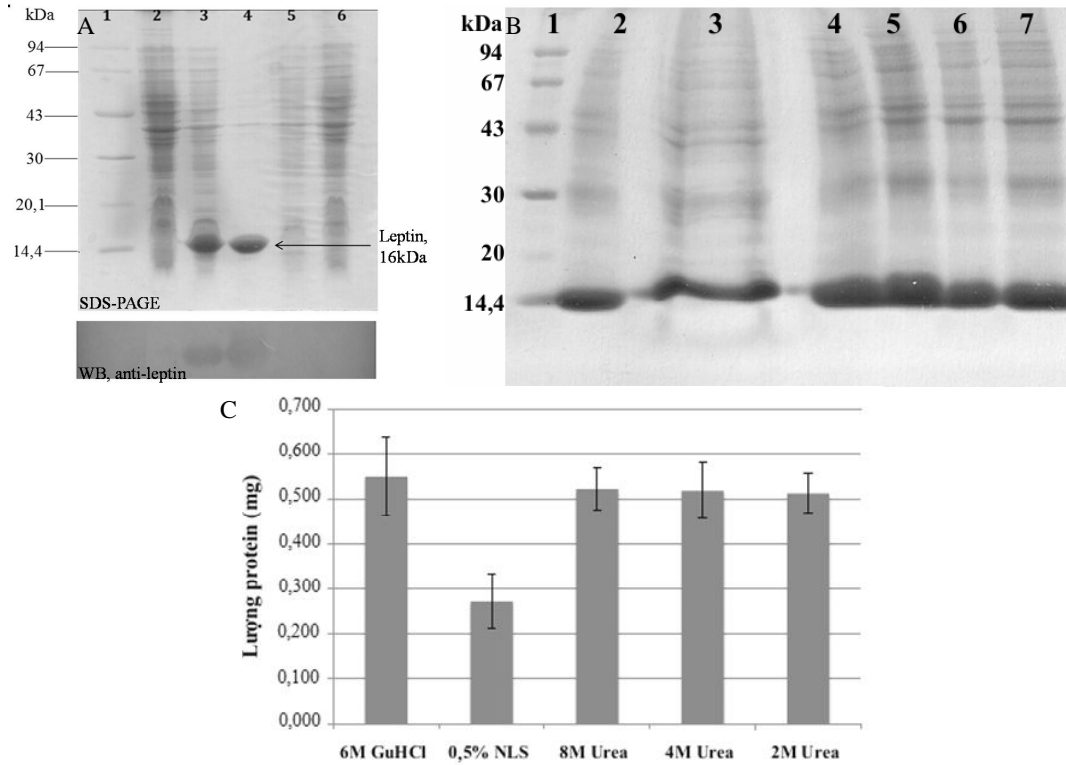 kDa
A
1 2 3 4 5 6
94
67
43
30
20,1
14,4
Leptin,
16kDa
SDS-PAGE
WB, anti-leptin
kDa
B
1 2 3 4 5 6 7
94
67
43
30
20
14,4
C
Lượng protein (mg)
0,700
0,600
0,500
0,400
0,300
0,200
0,100
0,000
6M GuHCl 0,5% NLS 8M Urea 4M Urea 2M Urea